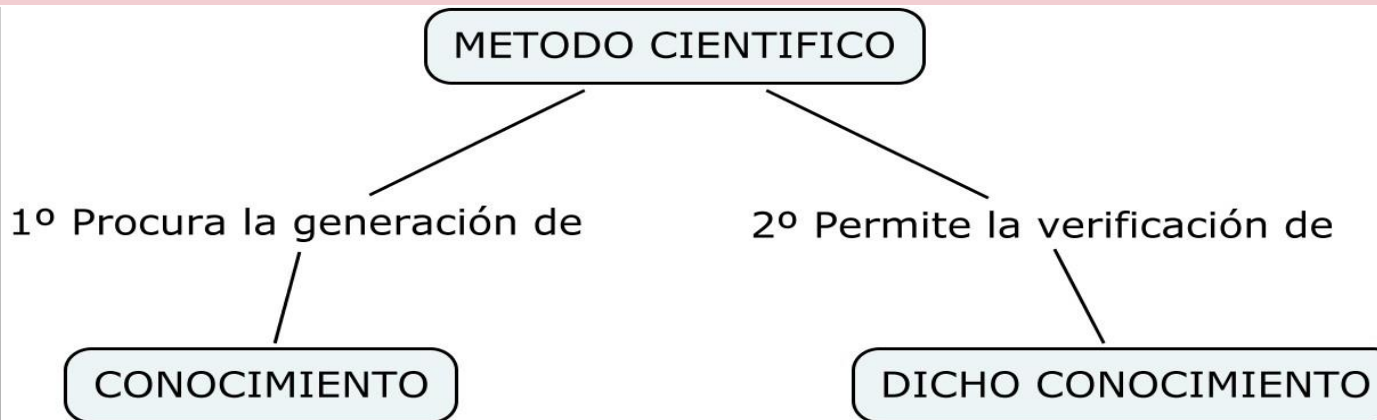 METODO CIENTIFICO
1º Procura la generación de
2º Permite la verificación de
CONOCIMIENTO
DICHO CONOCIMIENTO